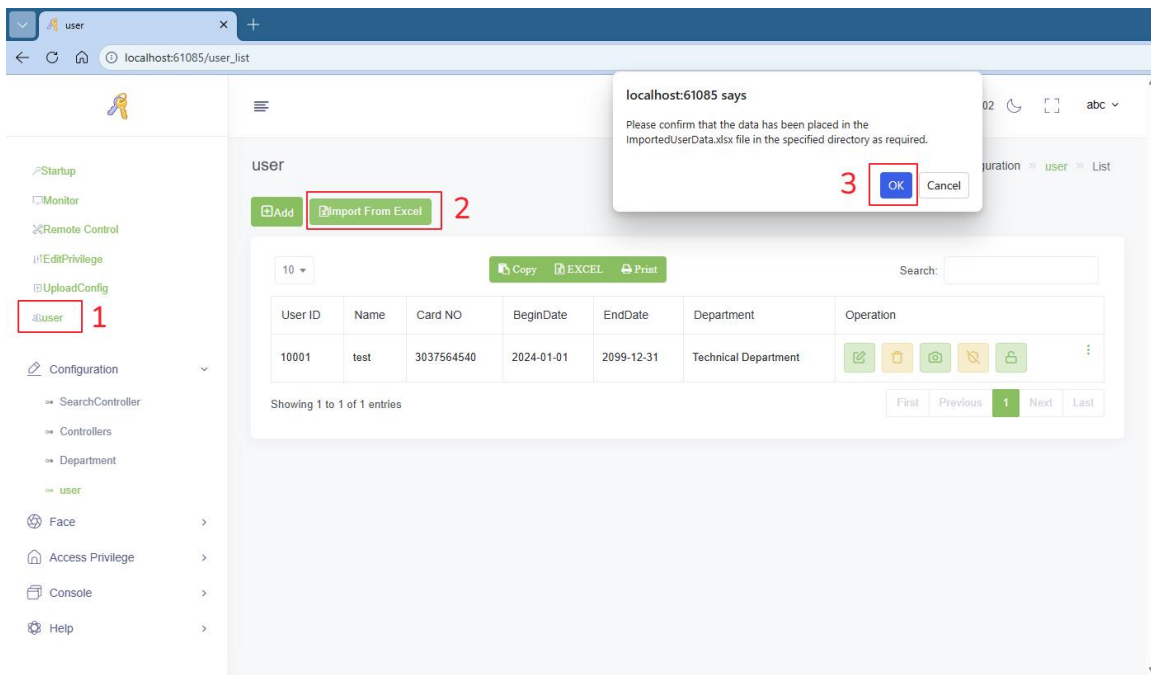 user
localhost:61085/user_list
localhost:61085 says
Please confirm that the data has been placed in the
ImportedUserData.xlsx file in the specified directory as required.
3 OK Cancel
02 abc
Startup
Monitor
Remote Control
EditPrivilege
UploadConfig
user 1
Configuration
SearchController
Controllers
Department
user
Face
Access Privilege
Console
Help
user
uration » user » List
Add Import From Excel 2
10 Copy EXCEL Print Search:
User ID Name Card NO BeginDate EndDate Department Operation
10001 test 3037564540 2024-01-01 2099-12-31 Technical Department
Showing 1 to 1 of 1 entries First Previous 1 Next Last